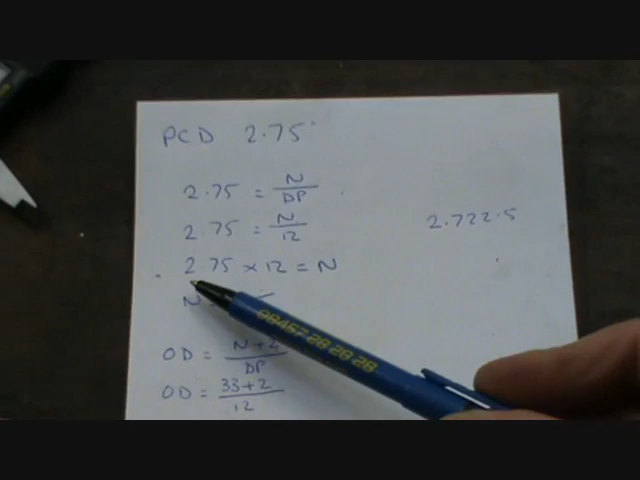 PCD 2.75"
2.75 = N/DP
2.75 = N/12
2.722.5
2.75 × 12 = N
N =
OD = N+2/DP
OD = 33+2/12
08457 28 28 28